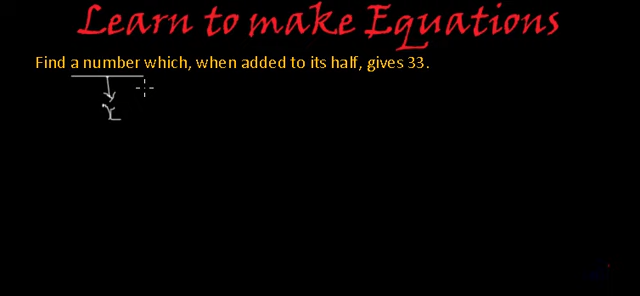 Learn to make Equations
Find a number which, when added to its half, gives 33.
x